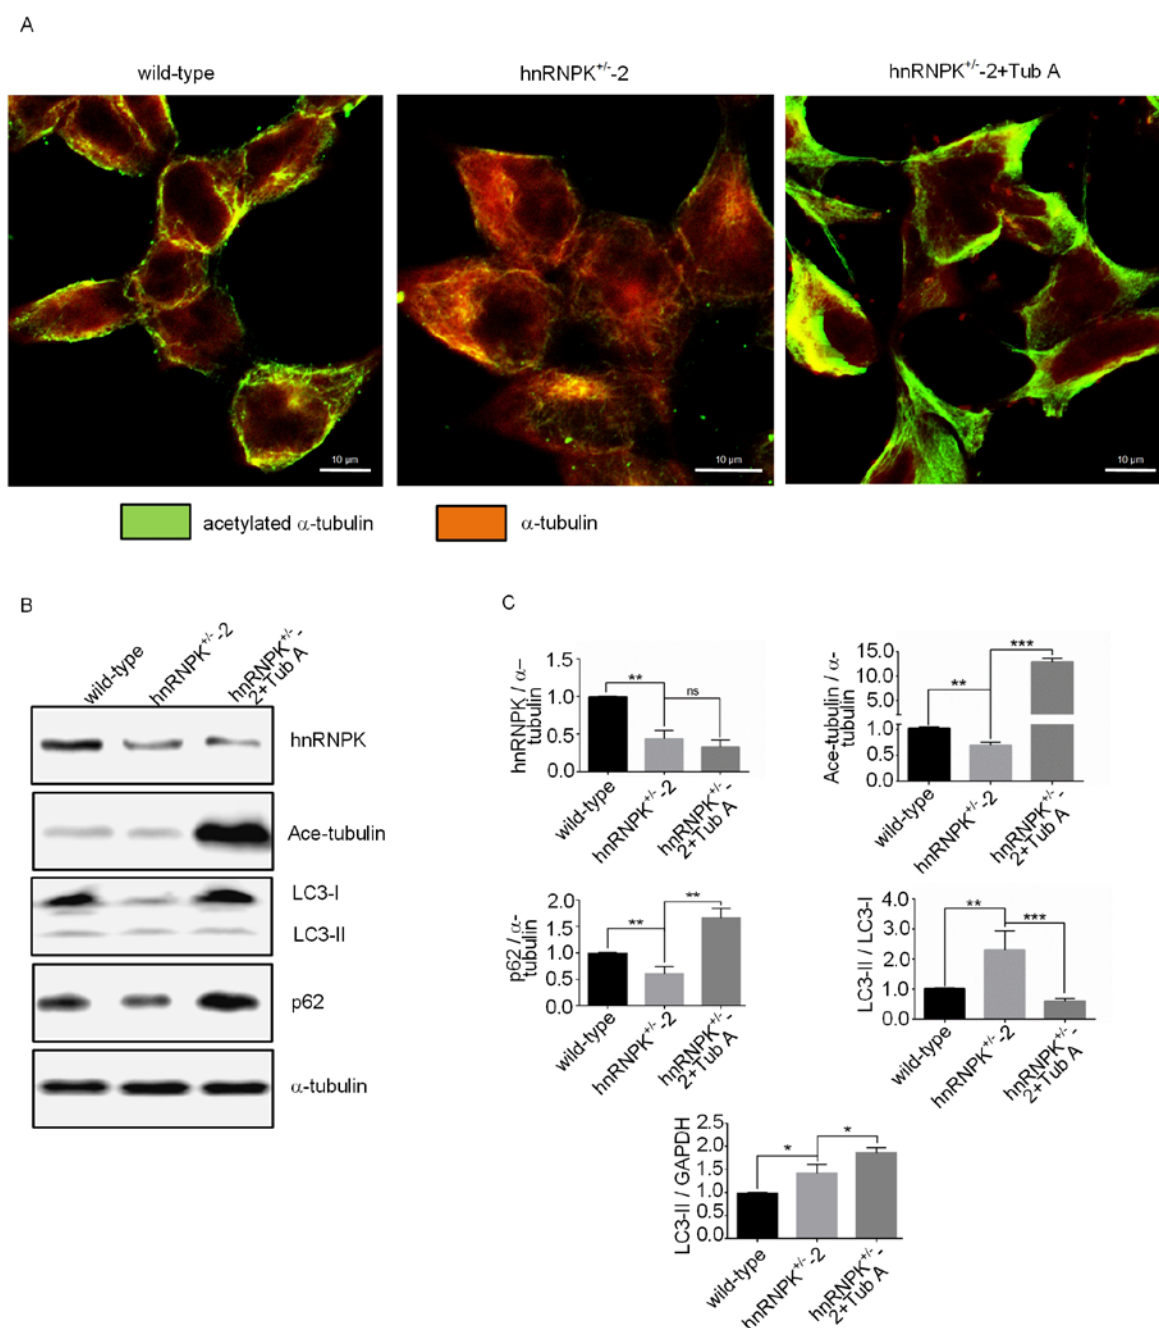 A
wild-type
hnRNPK+/--2
hnRNPK+/--2+Tub A
10 µm
10 µm
10 µm
acetylated α-tubulin
α-tubulin
B
wild-type
hnRNPK+/--2
hnRNPK+/--
2+Tub A
hnRNPK
Ace-tubulin
LC3-I
LC3-II
p62
α-tubulin
C
hnRNPK / α–
tubulin
1.5
1.0
0.5
0.0
**
ns
wild-type
hnRNPK+/--2
hnRNPK+/--
2+Tub A
Ace-tubulin / α-
tubulin
15.0
10.0
5.0
1.0
0.5
0.0
**
***
wild-type
hnRNPK+/--2
hnRNPK+/--
2+Tub A
p62 / α-
tubulin
2.0
1.5
1.0
0.5
0.0
**
**
wild-type
hnRNPK+/--2
hnRNPK+/--
2+Tub A
LC3-II / LC3-I
4.0
3.0
2.0
1.0
0.0
**
***
wild-type
hnRNPK+/--2
hnRNPK+/--
2+Tub A
LC3-II / GAPDH
2.5
2.0
1.5
1.0
0.5
0.0
*
*
wild-type
hnRNPK+/--2
hnRNPK+/--
2+Tub A